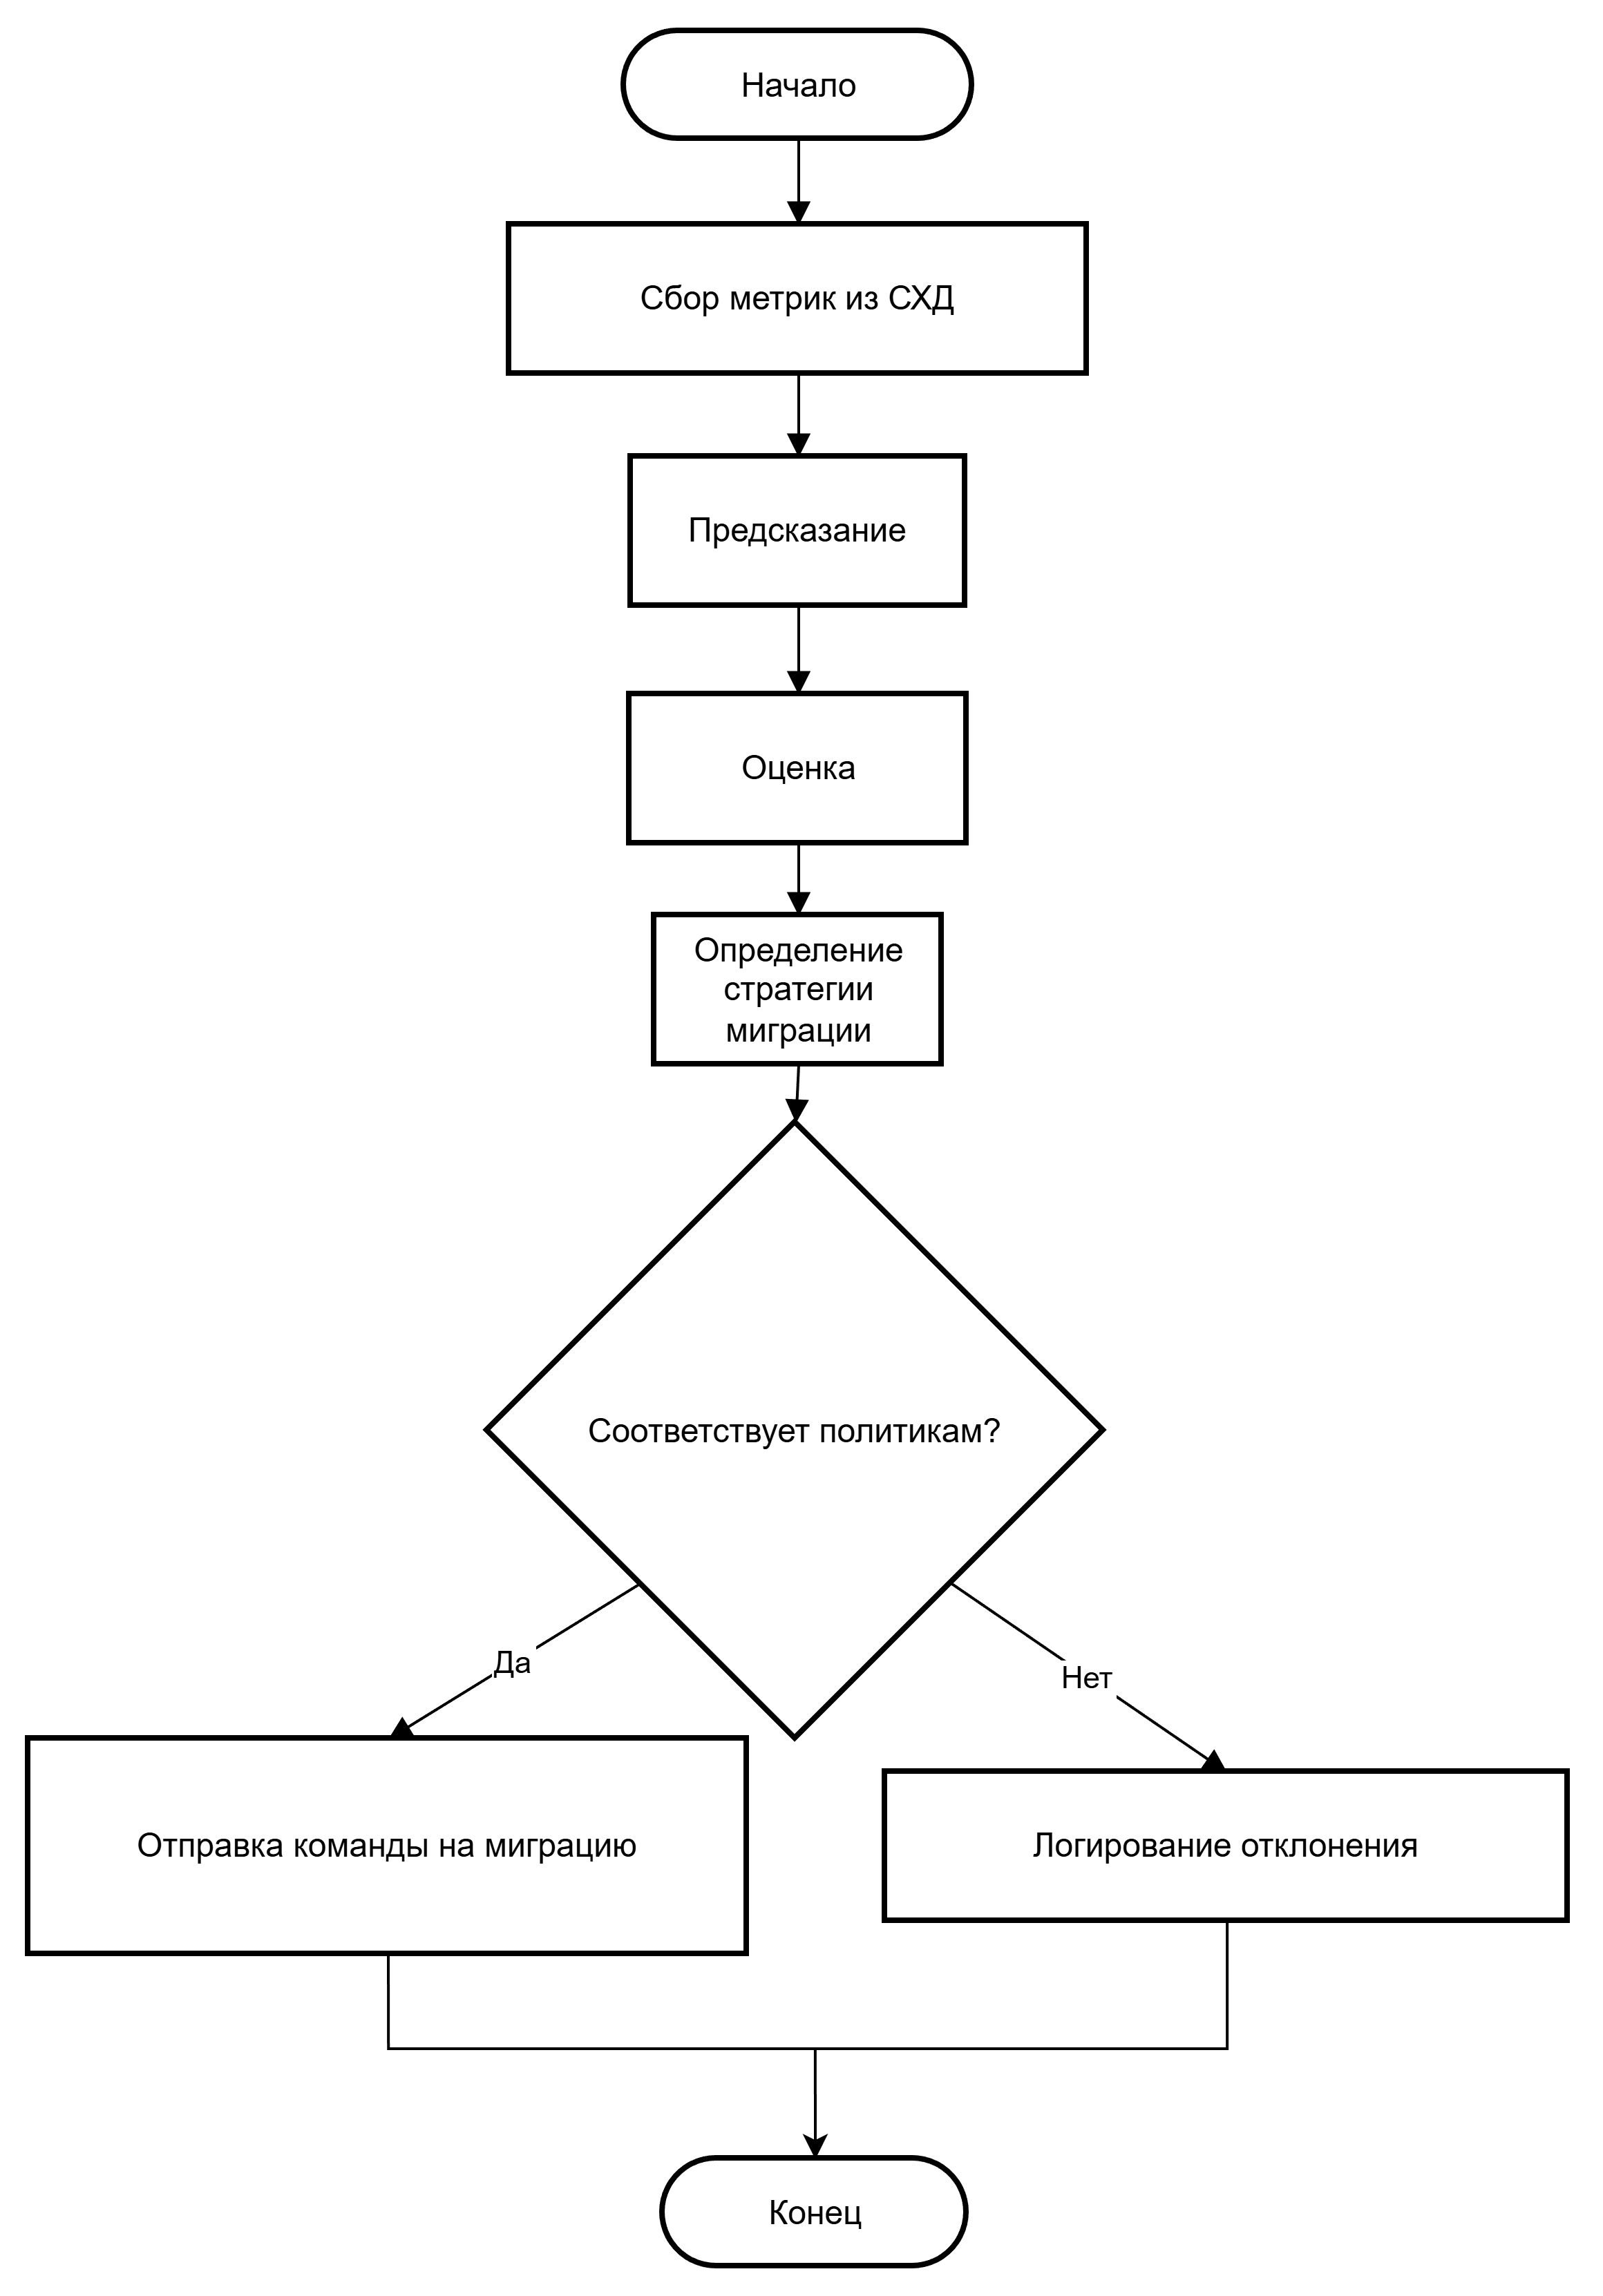 Начало
Сбор метрик из СХД
Предсказание
Оценка
Определение
стратегии
миграции
Соответствует политикам?
Да
Нет
Отправка команды на миграцию
Логирование отклонения
Конец